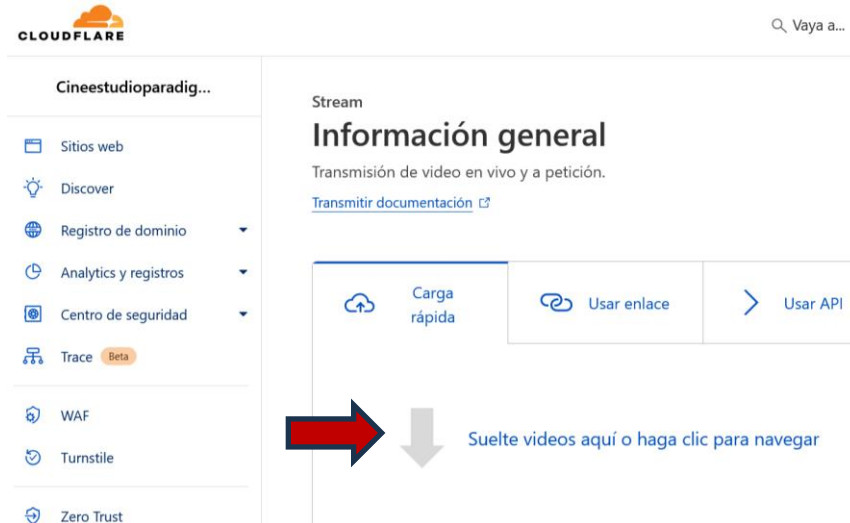 CLOUDFLARE
Vaya a...
Cineestudioparadig...
Sitios web
Discover
Registro de dominio
Analytics y registros
Centro de seguridad
Trace Beta
WAF
Turnstile
Zero Trust
Stream
Información general
Transmisión de video en vivo y a petición.
Transmitir documentación
Carga
rápida
Usar enlace
Usar API
Suelte videos aquí o haga clic para navegar